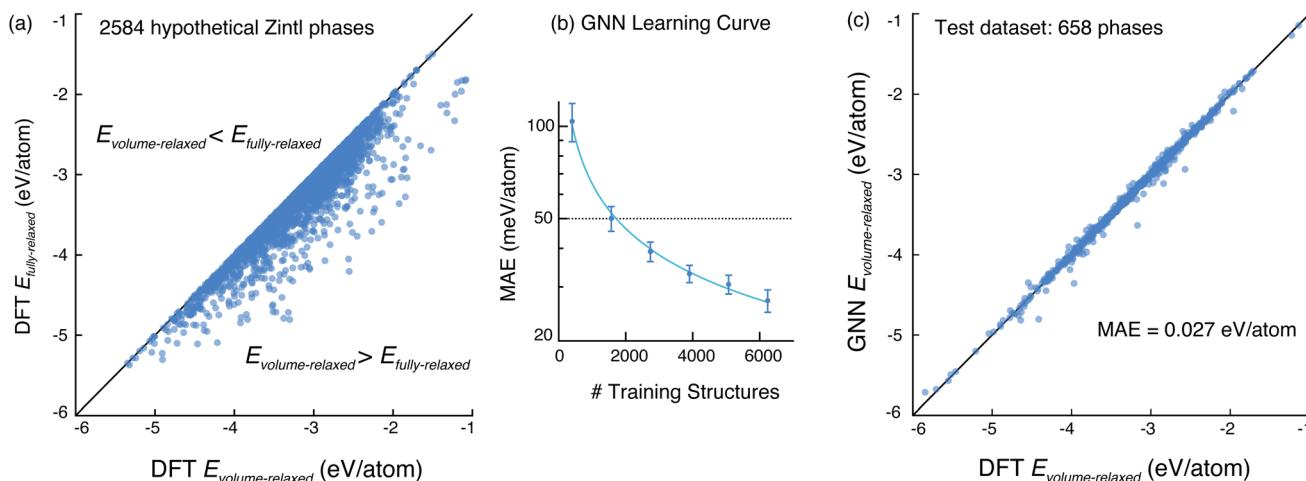 (a)
2584 hypothetical Zintl phases
-1
-2
-3
-4
-5
-6
DFT E_fully-relaxed (eV/atom)
E_volume-relaxed < E_fully-relaxed
E_volume-relaxed > E_fully-relaxed
-6 -5 -4 -3 -2 -1
DFT E_volume-relaxed (eV/atom)
(b) GNN Learning Curve
100
50
20
MAE (meV/atom)
0 2000 4000 6000
# Training Structures
(c)
Test dataset: 658 phases
-1
-2
-3
-4
-5
-6
GNN E_volume-relaxed (eV/atom)
MAE = 0.027 eV/atom
-6 -5 -4 -3 -2 -1
DFT E_volume-relaxed (eV/atom)